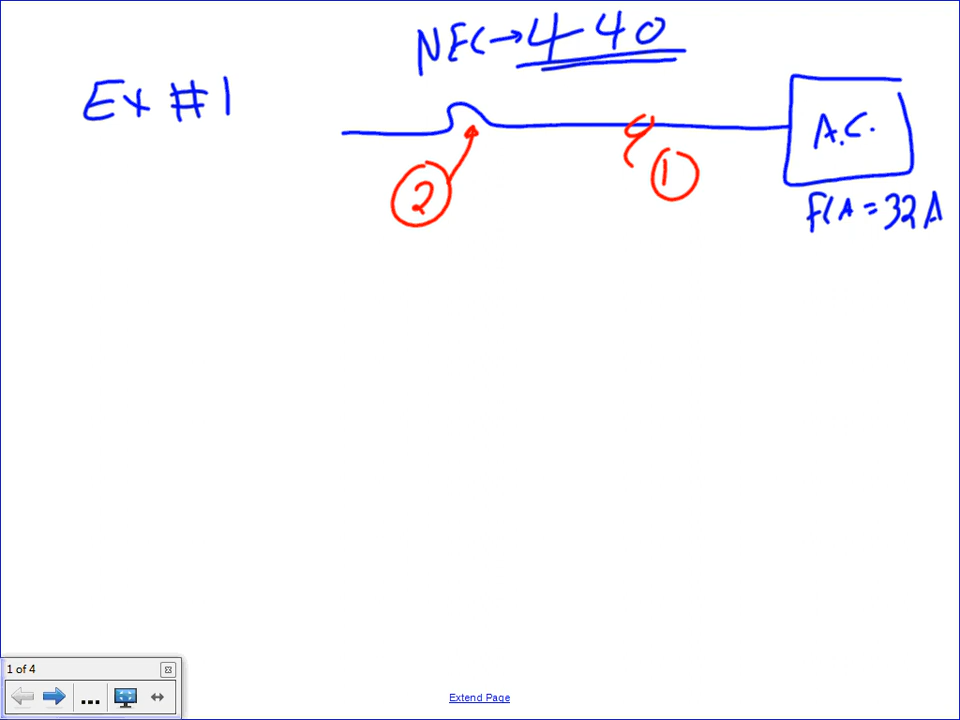 NEC→440
Ex #1
A.C.
②
①
FLA = 32A
1 of 4
...
Extend Page